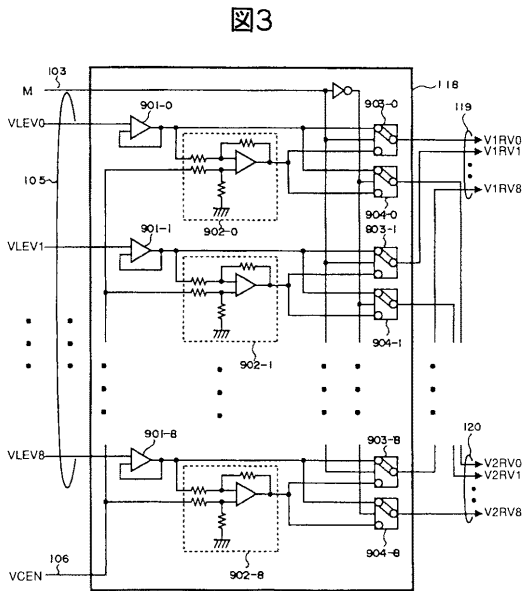 図3
103
118
M
901-0
903-0
119
VLEV0
V1RV0
V1RV1
105
V1RV8
902-0
904-0
901-1
803-1
VLEV1
902-1
904-1
901-8
903-8
120
VLEV8
V2RV0
V2RV1
V2RV8
106
902-8
904-8
VCEN